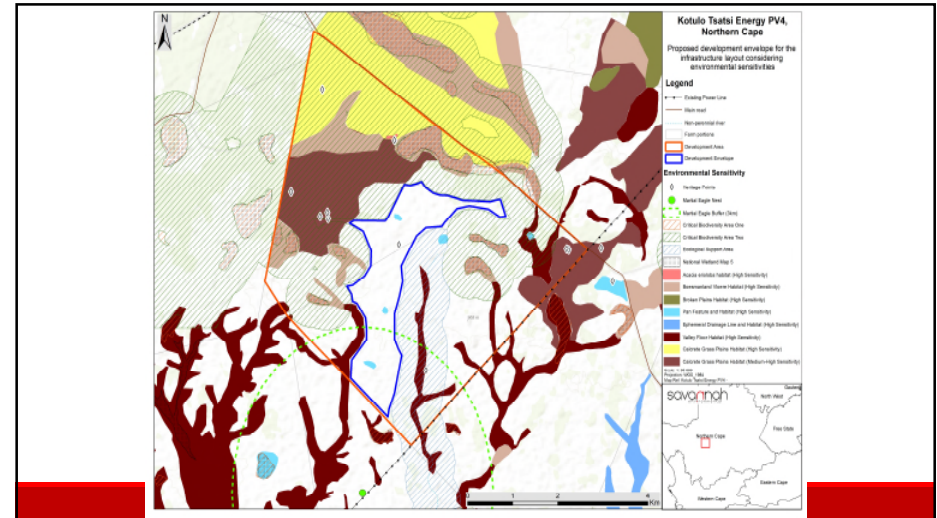 N
Kotulo Tsatsi Energy PV4,
Northern Cape
Proposed development envelope for the
infrastructure layout considering
environmental sensitivities
Legend
Existing Power Line
Main road
Non-perennial river
Farm portions
Development Area
Development Envelope
Environmental Sensitivity
Heritage Points
Martial Eagle Nest
Martial Eagle Buffer (5km)
Critical Biodiversity Area One
Critical Biodiversity Area Two
Ecological Support Area
National Wetland Map 5
Acacia erioloba habitat (High Sensitivity)
Bushmanland Vloere Habitat (High Sensitivity)
Broken Plains Habitat (High Sensitivity)
Pan Feature and Habitat (High Sensitivity)
Ephemeral Drainage Line and Habitat (High Sensitivity)
Valley Floor Habitat (High Sensitivity)
Calcrete Grass Plains Habitat (High Sensitivity)
Calcrete Grass Plains Habitat (Medium-High Sensitivity)
Projection: WGS_1984
savannah
Gauteng
North West
Free State
Northern Cape
Eastern Cape
Western Cape
0 1 2 4
Km